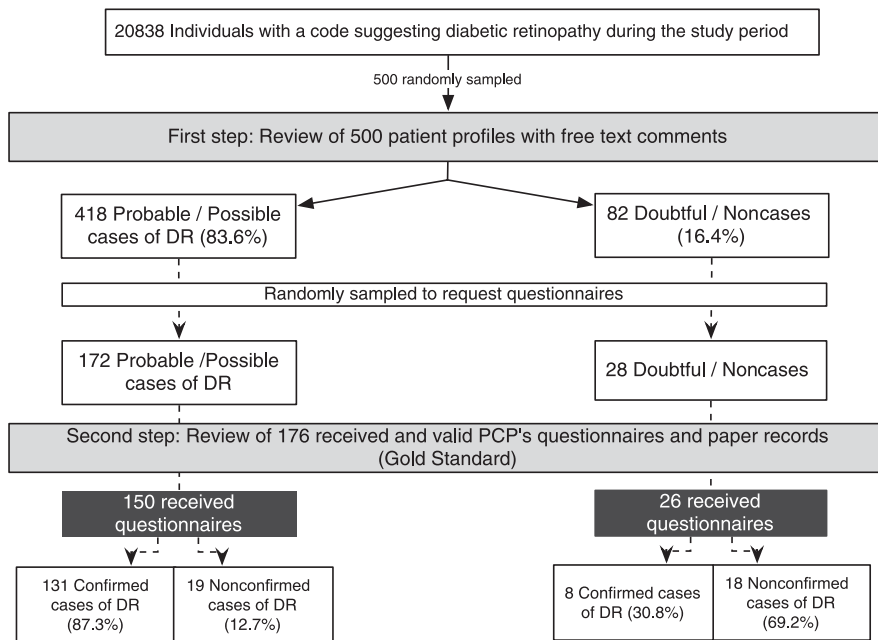 20838 Individuals with a code suggesting diabetic retinopathy during the study period
500 randomly sampled
First step: Review of 500 patient profiles with free text comments
418 Probable / Possible
cases of DR (83.6%)
82 Doubtful / Noncases
(16.4%)
Randomly sampled to request questionnaires
172 Probable /Possible
cases of DR
28 Doubtful / Noncases
Second step: Review of 176 received and valid PCP's questionnaires and paper records
(Gold Standard)
150 received
questionnaires
26 received
questionnaires
131 Confirmed
cases of DR
(87.3%)
19 Nonconfirmed
cases of DR
(12.7%)
8 Confirmed cases
of DR (30.8%)
18 Nonconfirmed
cases of DR
(69.2%)